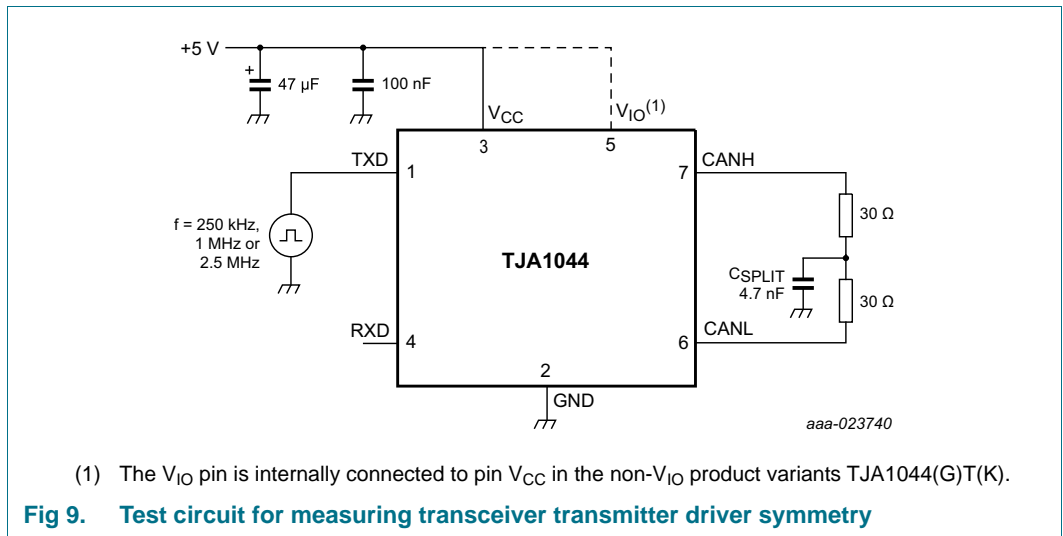 +5 V
+
47 μF
100 nF
VCC
VIO(1)
3
5
TXD
1
7
CANH
f = 250 kHz,
1 MHz or
2.5 MHz
30 Ω
TJA1044
CSPLIT
4.7 nF
30 Ω
RXD
4
6
CANL
2
GND
aaa-023740
(1) The VIO pin is internally connected to pin VCC in the non-VIO product variants TJA1044(G)T(K).
Fig 9. Test circuit for measuring transceiver transmitter driver symmetry